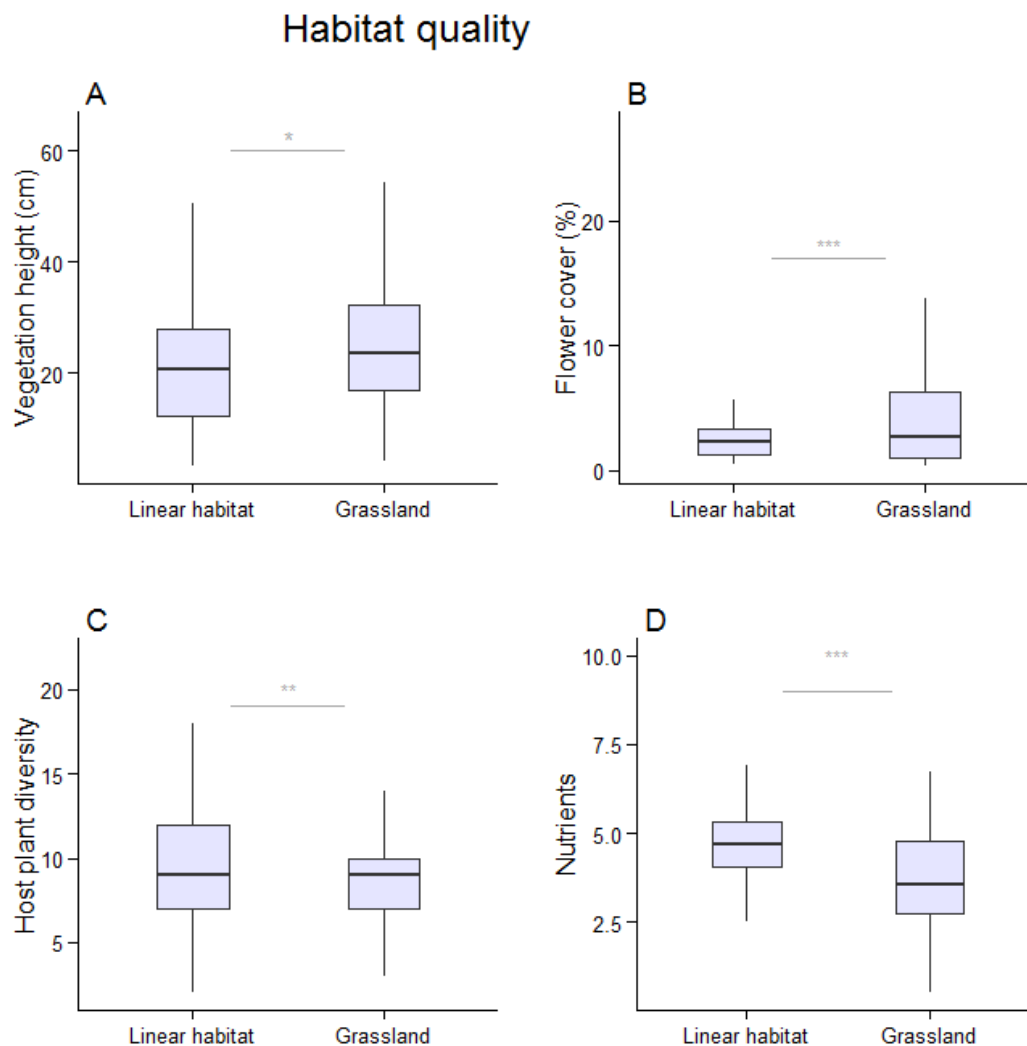 Habitat quality
A
*
60
40
20
Vegetation height (cm)
Linear habitat
Grassland
B
***
20
10
0
Flower cover (%)
Linear habitat
Grassland
C
**
20
15
10
5
Host plant diversity
Linear habitat
Grassland
D
***
10.0
7.5
5.0
2.5
Nutrients
Linear habitat
Grassland